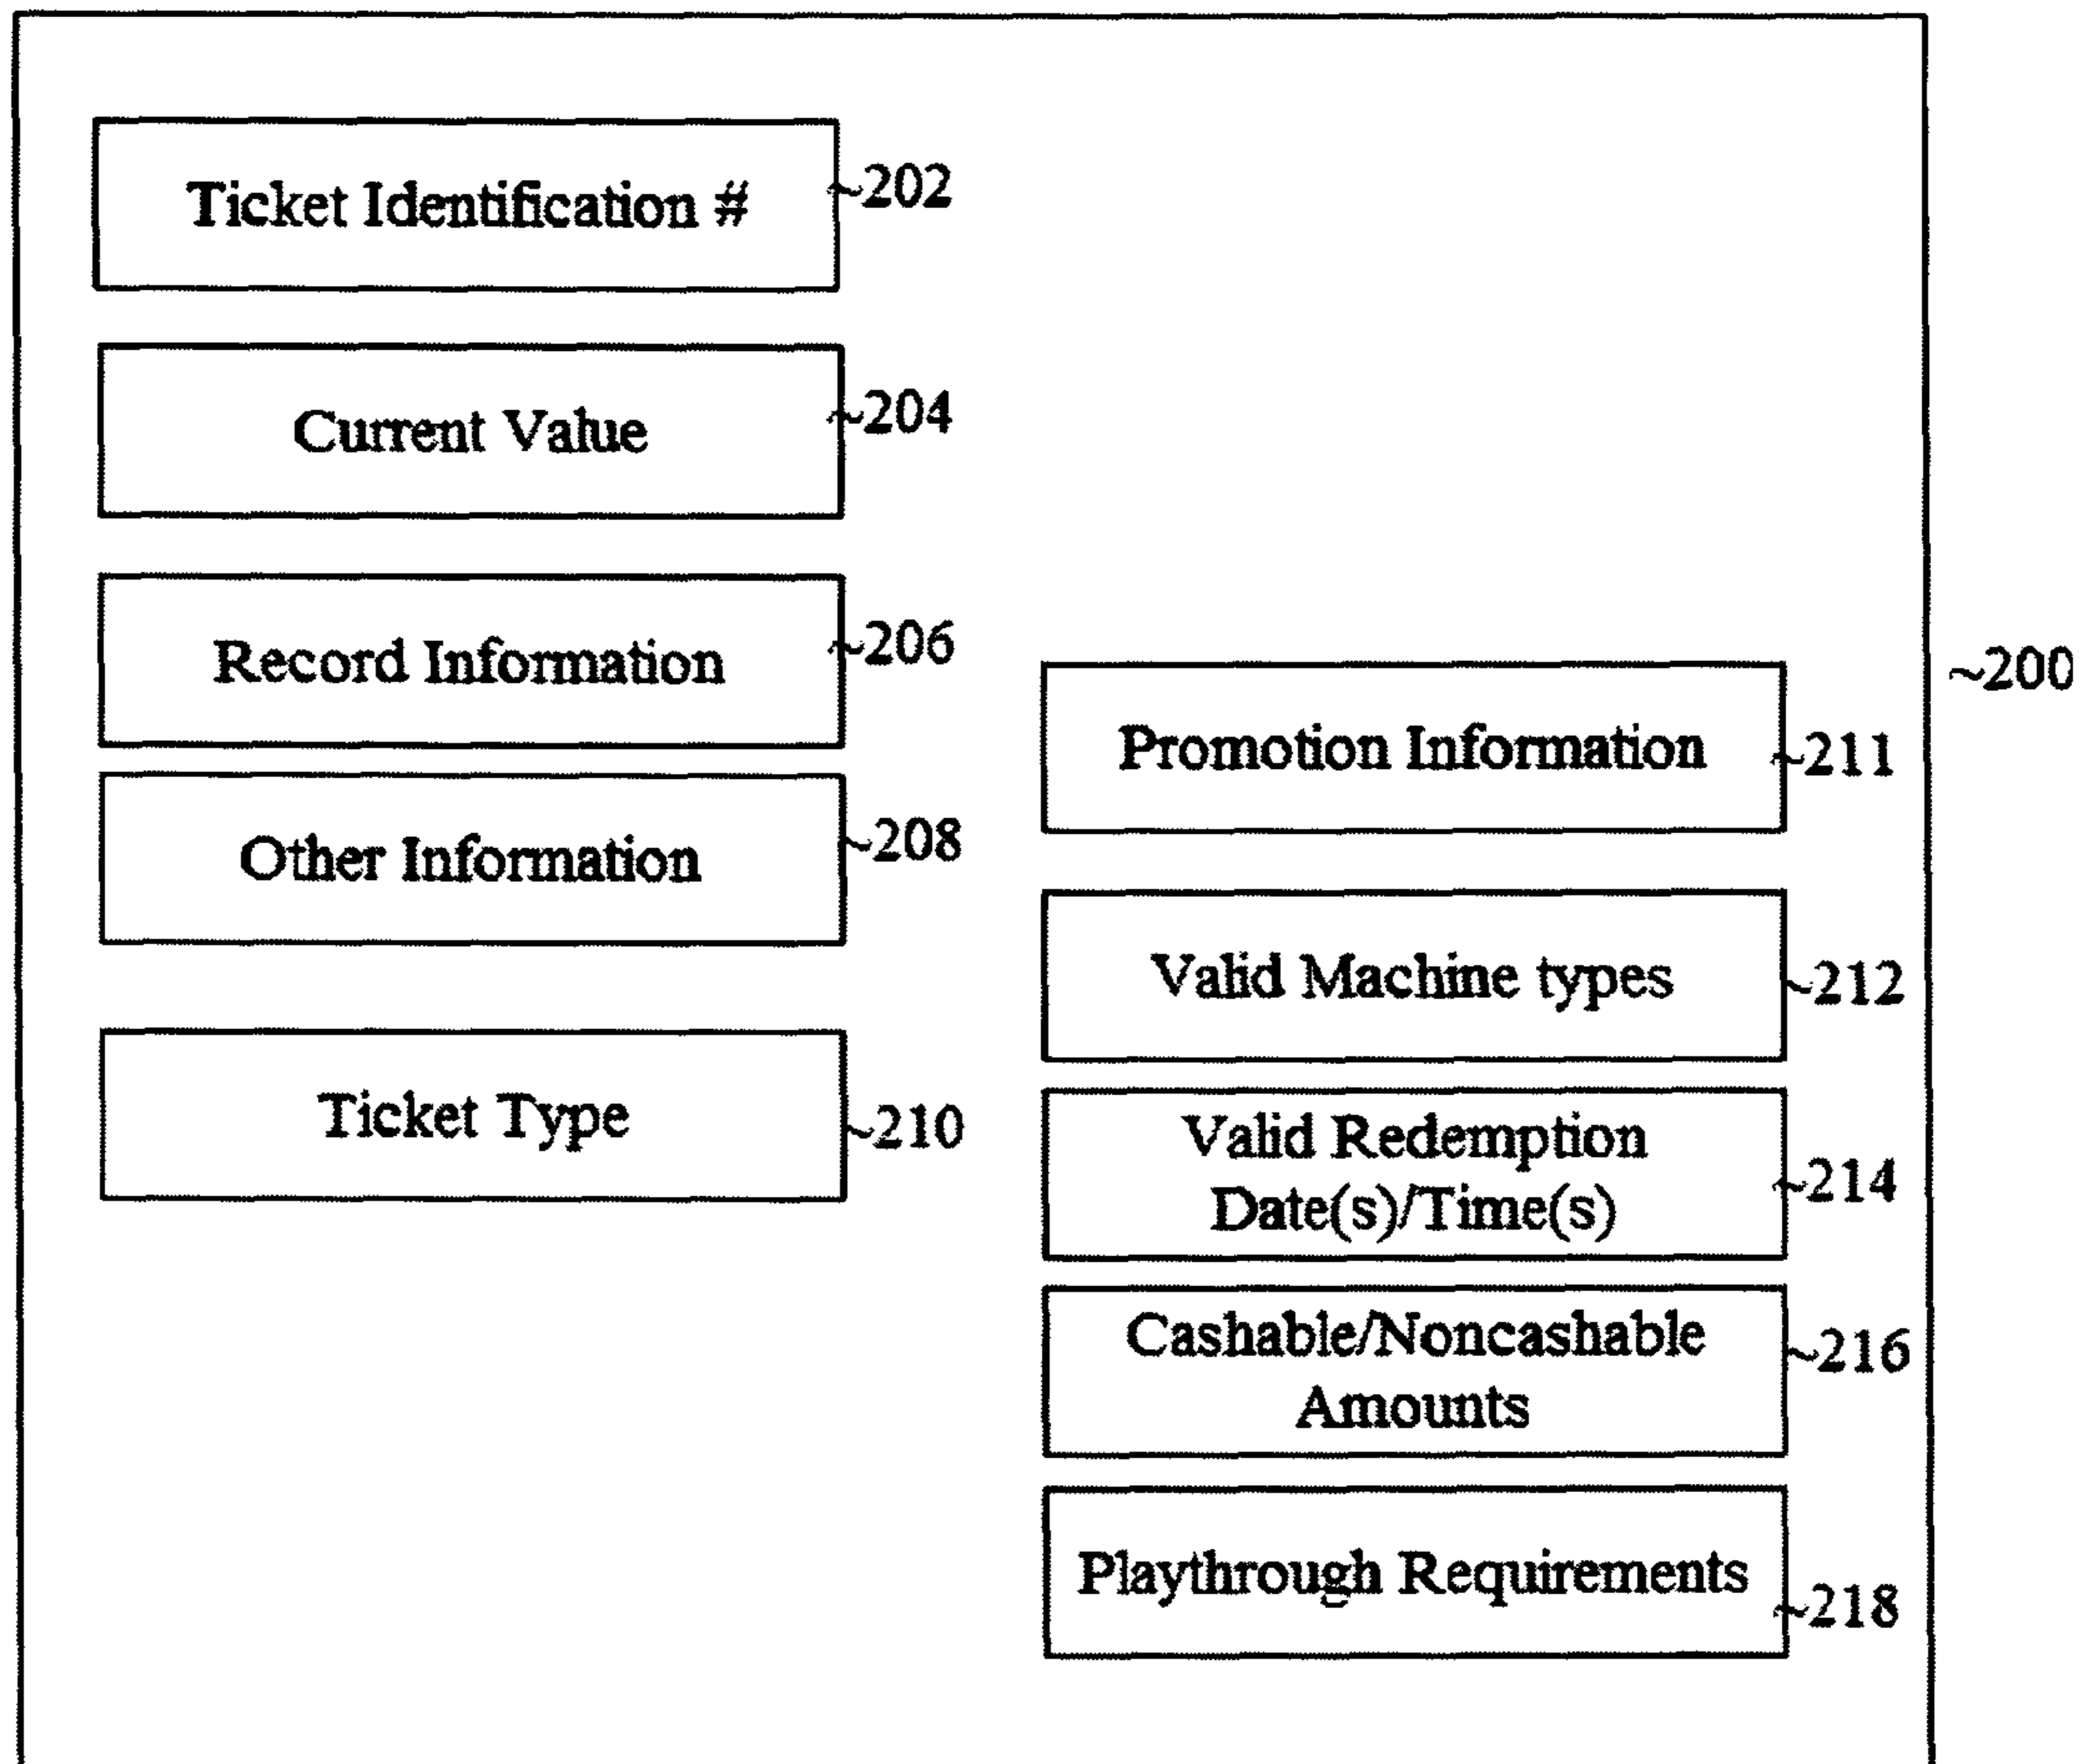 Ticket Identification #
~202
Current Value
~204
Record Information
~206
Other Information
~208
Ticket Type
~210
~200
Promotion Information
~211
Valid Machine types
~212
Valid Redemption
Date(s)/Time(s)
~214
Cashable/Noncashable
Amounts
~216
Playthrough Requirements
~218